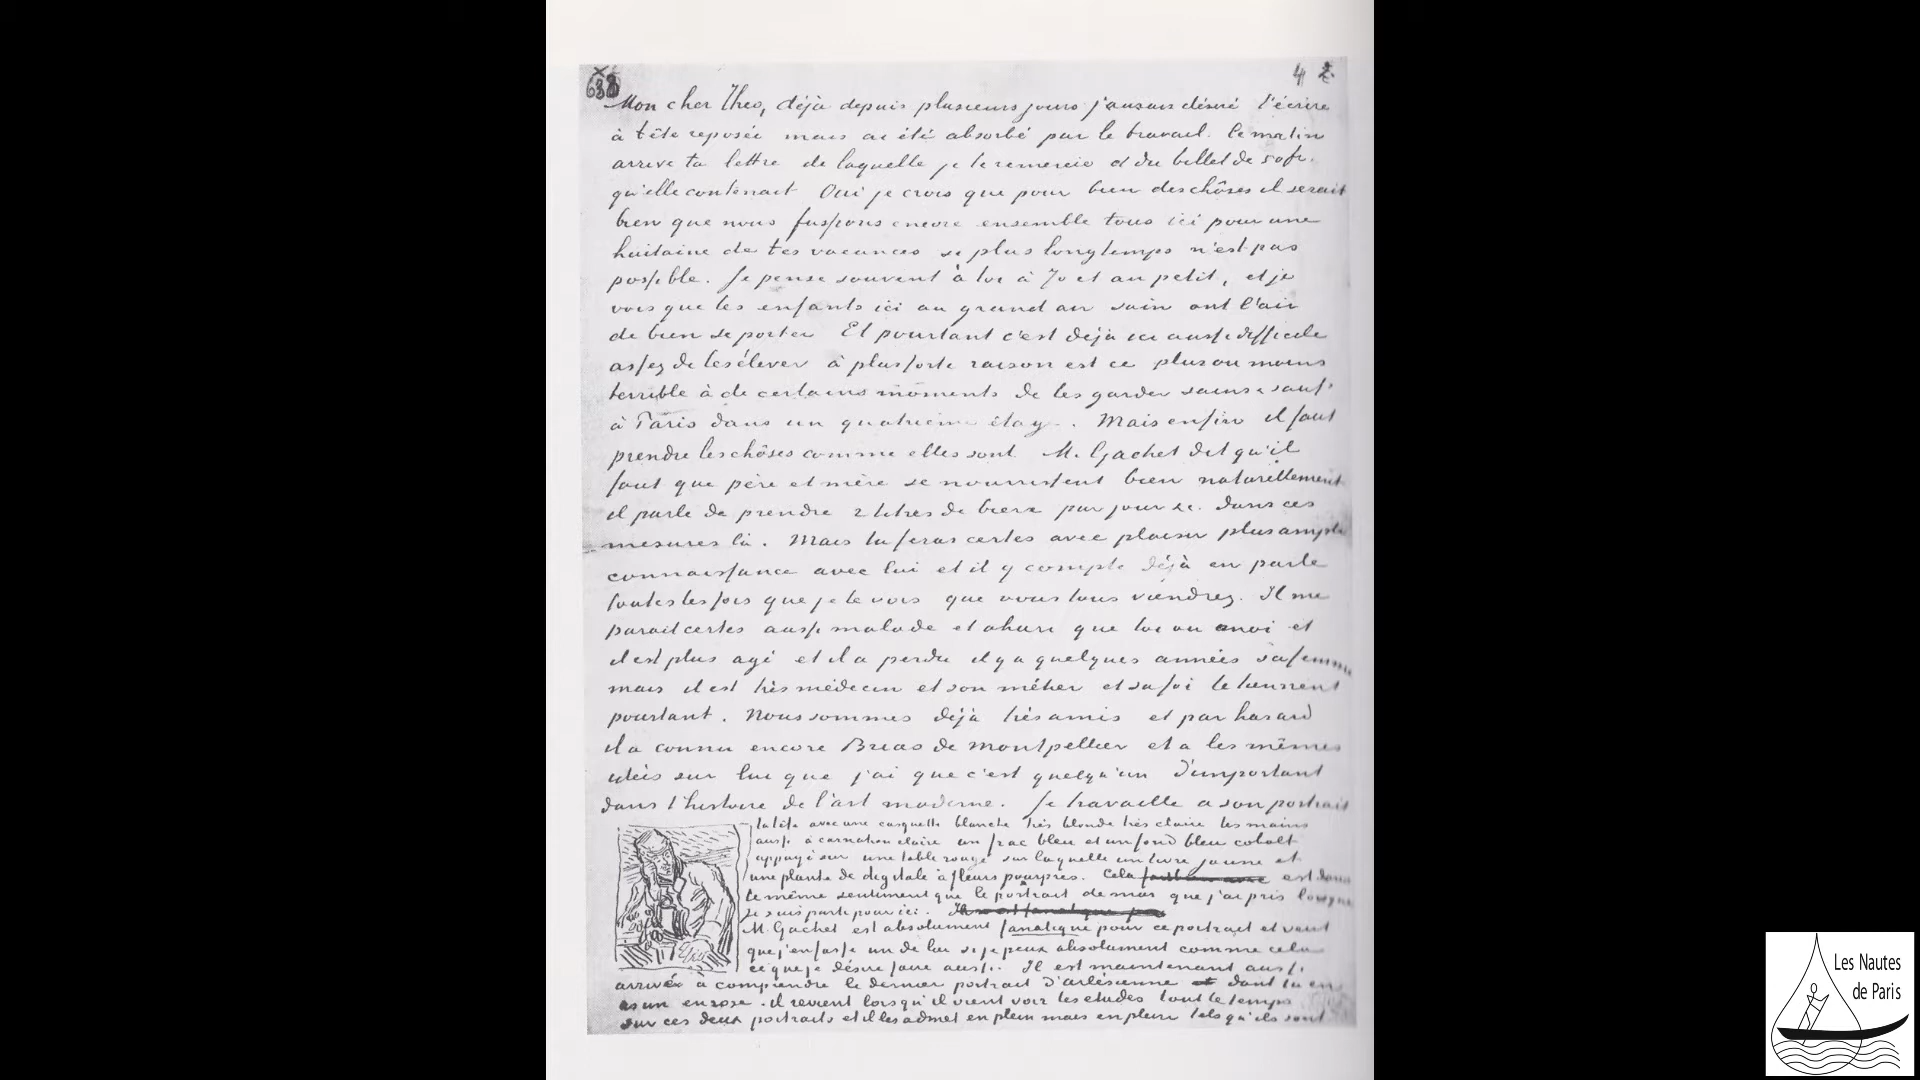 638
4 2
Mon cher Theo, déjà depuis plusieurs jours j'aurais désiré t'écrire
à tête reposée mais ai été absorbé par le travail. Ce matin
arrive ta lettre de laquelle je te remercie et du billet de 50 fr.
qu'elle contenait Oui je crois que pour bien des chôses il serait
bien que nous fussions encore ensemble tous ici pour une
huitaine de tes vacances si plus longtemps n'est pas
possible. Je pense souvent à toi à Jo et au petit, et je
vois que les enfants ici au grand air sain ont l'air
de bien se porter Et pourtant c'est déjà ici aussi difficile
assez de les élever à plus forte raison est ce plus ou moins
terrible à de certains moments de les garder sains & saufs
à Paris dans un quatrième étage. Mais enfin il faut
prendre les chôses comme elles sont M. Gachet dit qu'il
faut que père et mère se nourrissent bien naturellement
il parle de prendre 2 litres de bière par jour &c. dans ces
mesures là. Mais tu feras certes avec plaisir plus ample
connaissance avec lui et il y compte déjà en parle
toutes les fois que je le vois que vous tous viendrez. Il me
parait certes aussi malade et ahuri que toi ou moi et
il est plus agé et il a perdu il y a quelques années sa femme
mais il est très médecin et son métier et sa foi le tiennent
pourtant. Nous sommes déjà très amis et par hasard
il a connu encore Brias de Montpellier et a les mêmes
idées sur lui que j'ai que c'est quelqu'un d'important
dans l'histoire de l'art moderne. Je travaille a son portrait
la tête avec une casquette blanche très blonde très claire les mains
aussi à carnation claire un frac bleu et un fond bleu cobalt
appuyé sur une table rouge sur laquelle un livre jaune et
une plante de digitale à fleurs pourpres. Cela est dans
le même sentiment que le portrait de moi que j'ai pris lorsque
je suis parti pour ici.
M. Gachet est absolument fanatique pour ce portrait et veut
que j'en fasse un de lui si je peux absolument comme cela
ce que je désire faire aussi. Il est maintenant aussi
arrivé à comprendre le dernier portrait d'arlésienne dont tu en
as un en rose. il revient lorsqu'il vient voir les etudes tout le temps
sur ces deux portraits et il les admet en plein mais en plein tels qu'ils sont
Les Nautes
de Paris